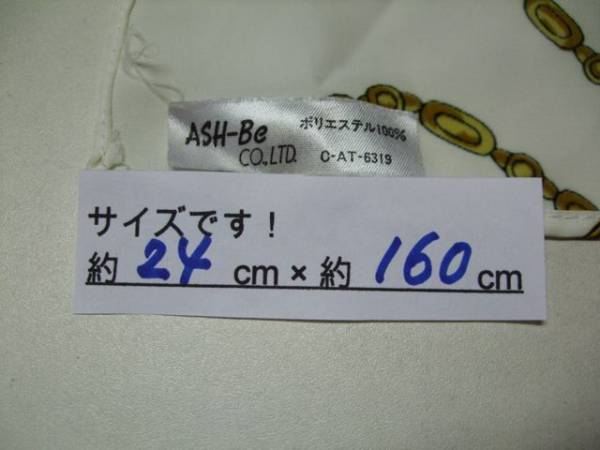 ASH-Be
CO.LTD.
ポリエステル100%
C-AT-6319
サイズです！
約 24 cm × 約 160 cm